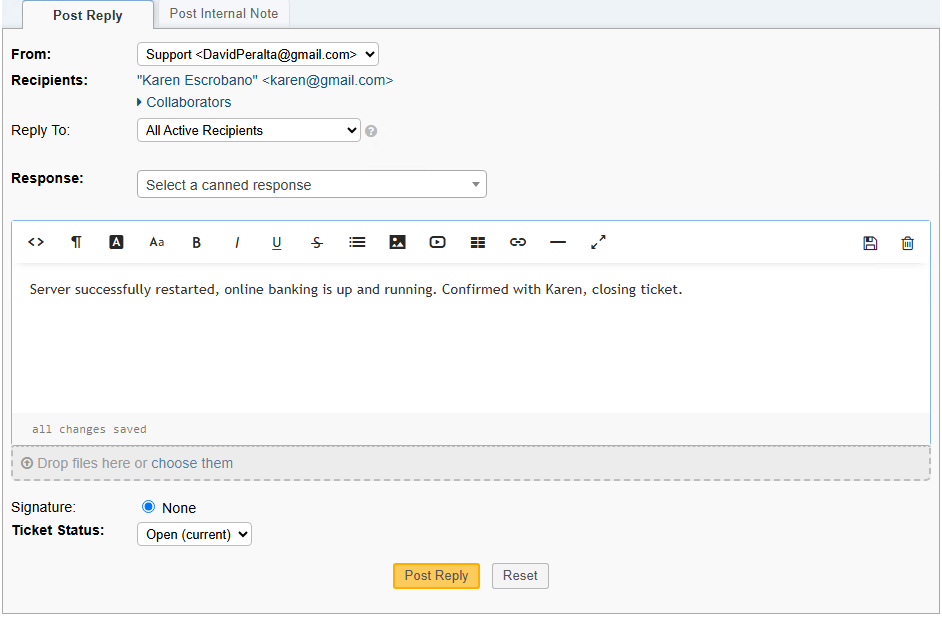 Post Reply
Post Internal Note
From: Support <DavidPeralta@gmail.com>
Recipients: "Karen Escrobano" <karen@gmail.com>
Collaborators
Reply To: All Active Recipients ?
Response: Select a canned response
<> ¶ A Aa B I U S
Server successfully restarted, online banking is up and running. Confirmed with Karen, closing ticket.
all changes saved
Drop files here or choose them
Signature: None
Ticket Status: Open (current)
Post Reply Reset